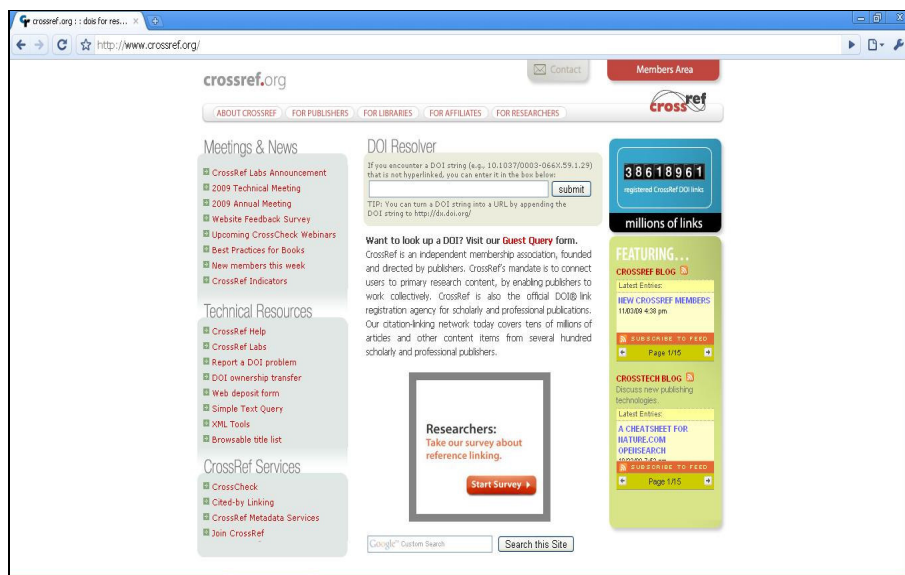 crossref.org : : dois for res...
http://www.crossref.org/
crossref.org
Contact
Members Area
crossref
ABOUT CROSSREF
FOR PUBLISHERS
FOR LIBRARIES
FOR AFFILIATES
FOR RESEARCHERS
Meetings & News
CrossRef Labs Announcement
2009 Technical Meeting
2009 Annual Meeting
Website Feedback Survey
Upcoming CrossCheck Webinars
Best Practices for Books
New members this week
CrossRef Indicators
Technical Resources
CrossRef Help
CrossRef Labs
Report a DOI problem
DOI ownership transfer
Web deposit form
Simple Text Query
XML Tools
Browsable title list
CrossRef Services
CrossCheck
Cited-by Linking
CrossRef Metadata Services
Join CrossRef
DOI Resolver
If you encounter a DOI string (e.g., 10.1037/0003-066X.59.1.29)
that is not hyperlinked, you can enter it in the box below:
submit
TIP: You can turn a DOI string into a URL by appending the
DOI string to http://dx.doi.org/
Want to look up a DOI? Visit our Guest Query form.
CrossRef is an independent membership association, founded
and directed by publishers. CrossRef's mandate is to connect
users to primary research content, by enabling publishers to
work collectively. CrossRef is also the official DOI® link
registration agency for scholarly and professional publications.
Our citation-linking network today covers tens of millions of
articles and other content items from several hundred
scholarly and professional publishers.
Researchers:
Take our survey about
reference linking.
Start Survey
Google™ Custom Search
Search this Site
38618961
registered CrossRef DOI links
millions of links
FEATURING...
CROSSREF BLOG
Latest Entries:
NEW CROSSREF MEMBERS
11/03/09 4:38 pm
SUBSCRIBE TO FEED
Page 1/15
CROSSTECH BLOG
Discuss new publishing
technologies.
Latest Entries:
A CHEATSHEET FOR
NATURE.COM
OPENSEARCH
SUBSCRIBE TO FEED
Page 1/15